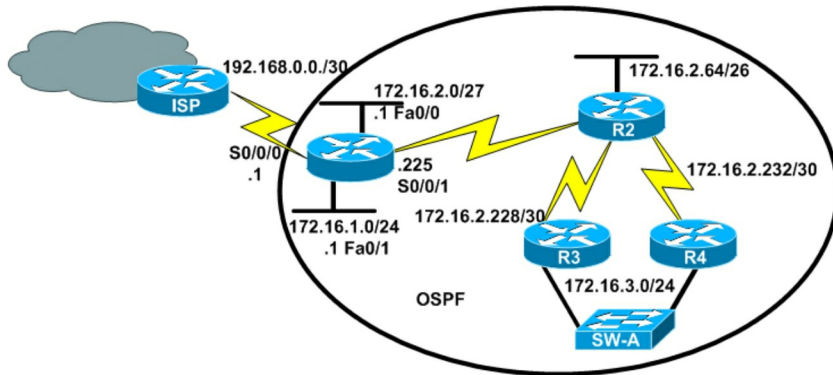 192.168.0.0./30
ISP
172.16.2.0/27
.1 Fa0/0
172.16.2.64/26
R2
S0/0/0
.1
.225
S0/0/1
172.16.2.232/30
172.16.1.0/24
.1 Fa0/1
172.16.2.228/30
R3
R4
172.16.3.0/24
OSPF
SW-A